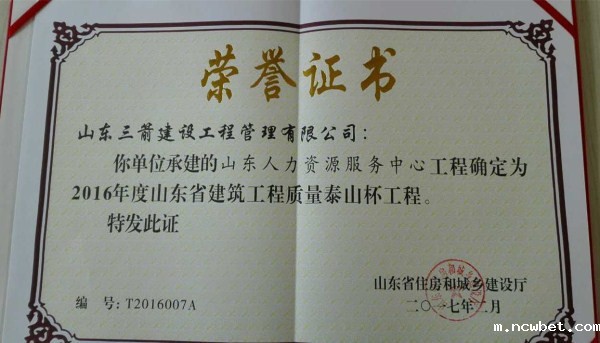 荣誉证书
山东三箭建设工程管理有限公司：
你单位承建的山东人力资源服务中心工程确定为
2016年度山东省建筑工程质量泰山杯工程。
特发此证
山东省住房和城乡建设厅
编 号：T2016007A
二〇一七年二月
m.ncwbet.com